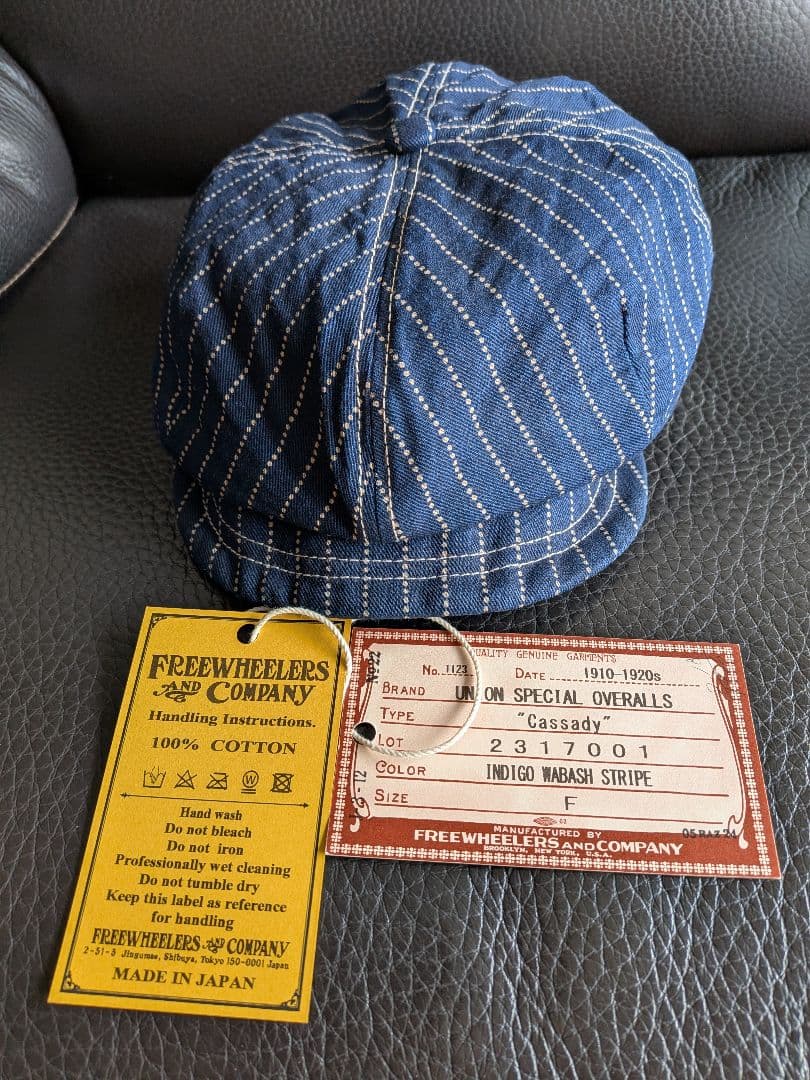 FREEWHEELERS
AND COMPANY
Handling Instructions.
100% COTTON
W
Hand wash
Do not bleach
Do not iron
Professionally wet cleaning
Do not tumble dry
Keep this label as reference
for handling
FREEWHEELERS AND COMPANY
2-31-3 Jingumae, Shibuya, Tokyo 150-0001 Japan
MADE IN JAPAN
QUALITY GENUINE GARMENTS
No. 1123 DATE 1910-1920s
BRAND UNION SPECIAL OVERALLS
TYPE "Cassady"
LOT 2317001
COLOR INDIGO WABASH STRIPE
SIZE F
MANUFACTURED BY
FREEWHEELERS AND COMPANY
BROOKLYN, NEW YORK, U.S.A.
No 22